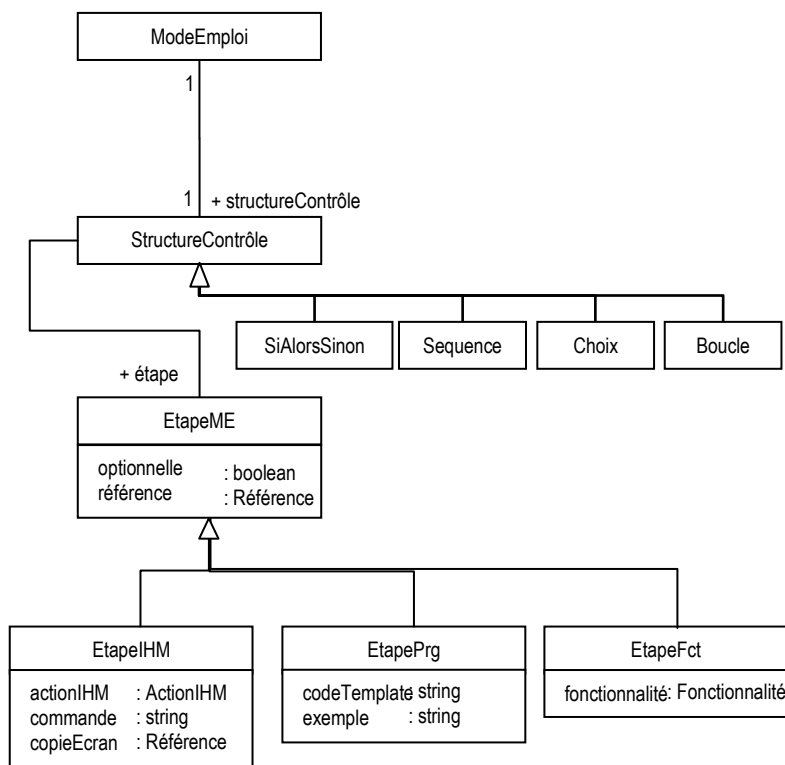 ModeEmploi
1
1 + structureContrôle
StructureContrôle
SiAlorsSinon Sequence Choix Boucle
+ étape
EtapeME
optionnelle : boolean
référence : Référence
EtapeIHM
actionIHM : ActionIHM
commande : string
copieEcran : Référence
EtapePrg
codeTemplate : string
exemple : string
EtapeFct
fonctionnalité : Fonctionnalité